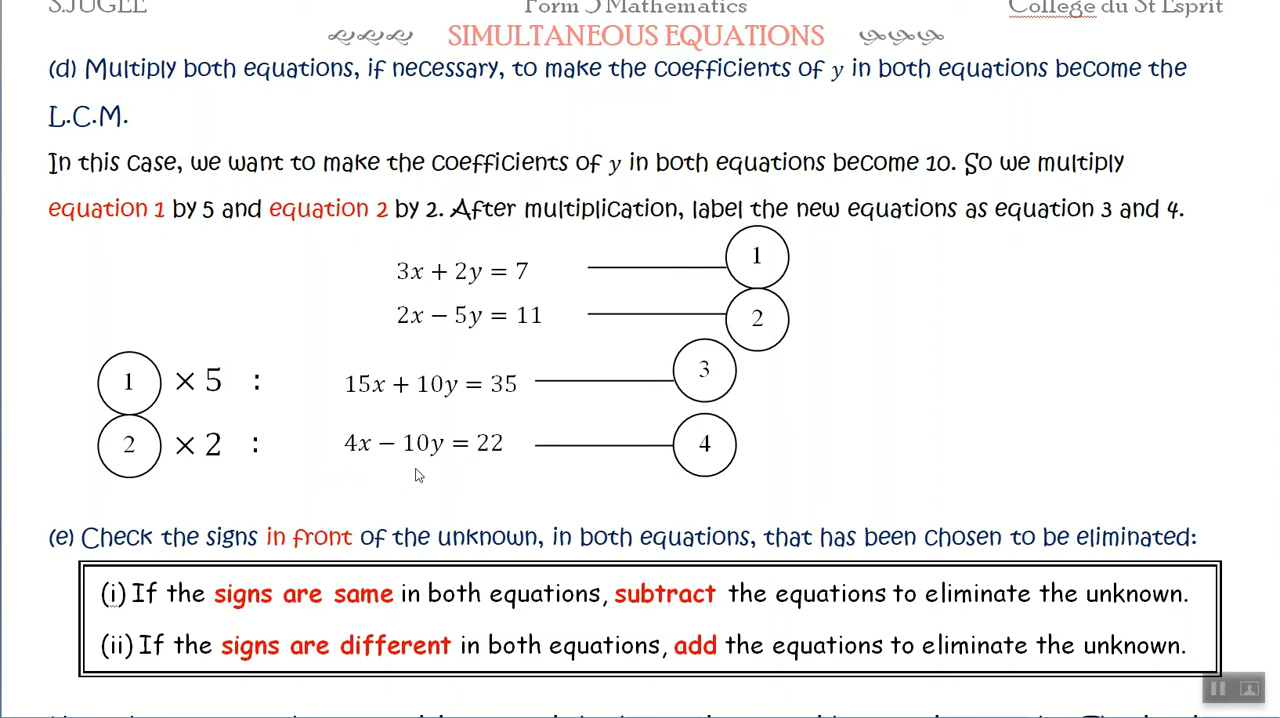 S.JUGEE Form 5 Mathematics College du St Esprit
SIMULTANEOUS EQUATIONS
(d) Multiply both equations, if necessary, to make the coefficients of y in both equations become the
L.C.M.
In this case, we want to make the coefficients of y in both equations become 10. So we multiply
equation 1 by 5 and equation 2 by 2. After multiplication, label the new equations as equation 3 and 4.
3x + 2y = 7 1
2x − 5y = 11 2
1 × 5 : 15x + 10y = 35 3
2 × 2 : 4x − 10y = 22 4
(e) Check the signs in front of the unknown, in both equations, that has been chosen to be eliminated:
(i) If the signs are same in both equations, subtract the equations to eliminate the unknown.
(ii) If the signs are different in both equations, add the equations to eliminate the unknown.